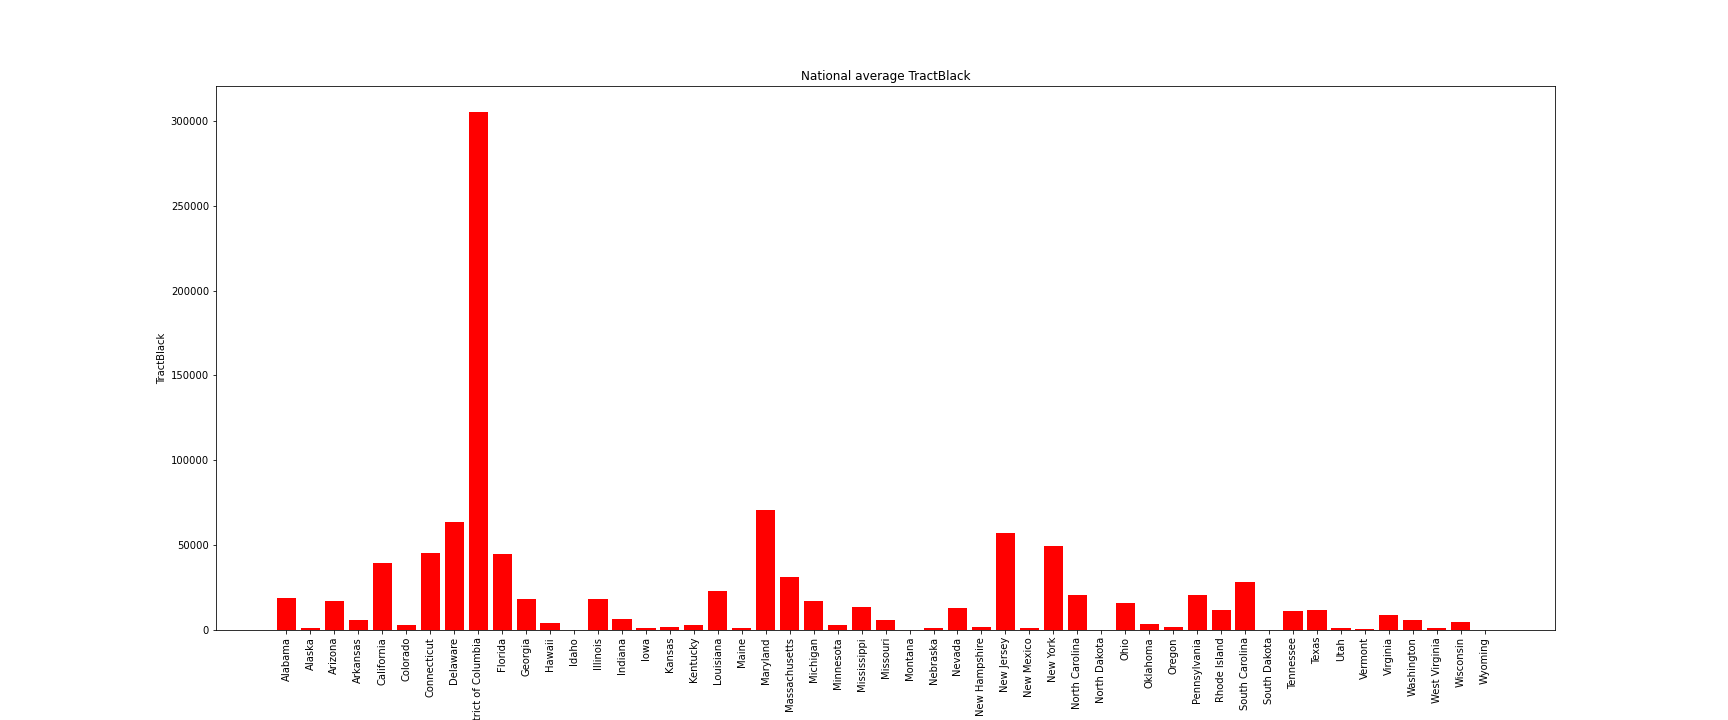 National average TractBlack
300000
250000
200000
150000
100000
50000
0
TractBlack
Alabama
Alaska
Arizona
Arkansas
California
Colorado
Connecticut
Delaware
trict of Columbia
Florida
Georgia
Hawaii
Idaho
Illinois
Indiana
Iowa
Kansas
Kentucky
Louisiana
Maine
Maryland
Massachusetts
Michigan
Minnesota
Mississippi
Missouri
Montana
Nebraska
Nevada
New Hampshire
New Jersey
New Mexico
New York
North Carolina
North Dakota
Ohio
Oklahoma
Oregon
Pennsylvania
Rhode Island
South Carolina
South Dakota
Tennessee
Texas
Utah
Vermont
Virginia
Washington
West Virginia
Wisconsin
Wyoming